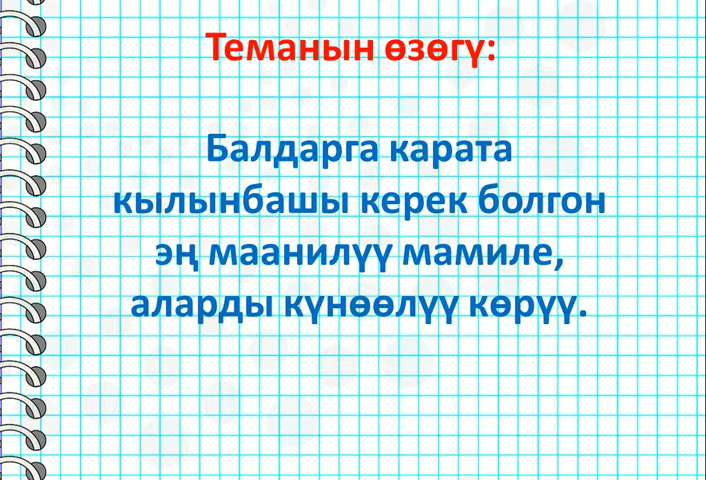 Теманын өзөгү:
Балдарга карата
кылынбашы керек болгон
эң маанилүү мамиле,
аларды күнөөлүү көрүү.